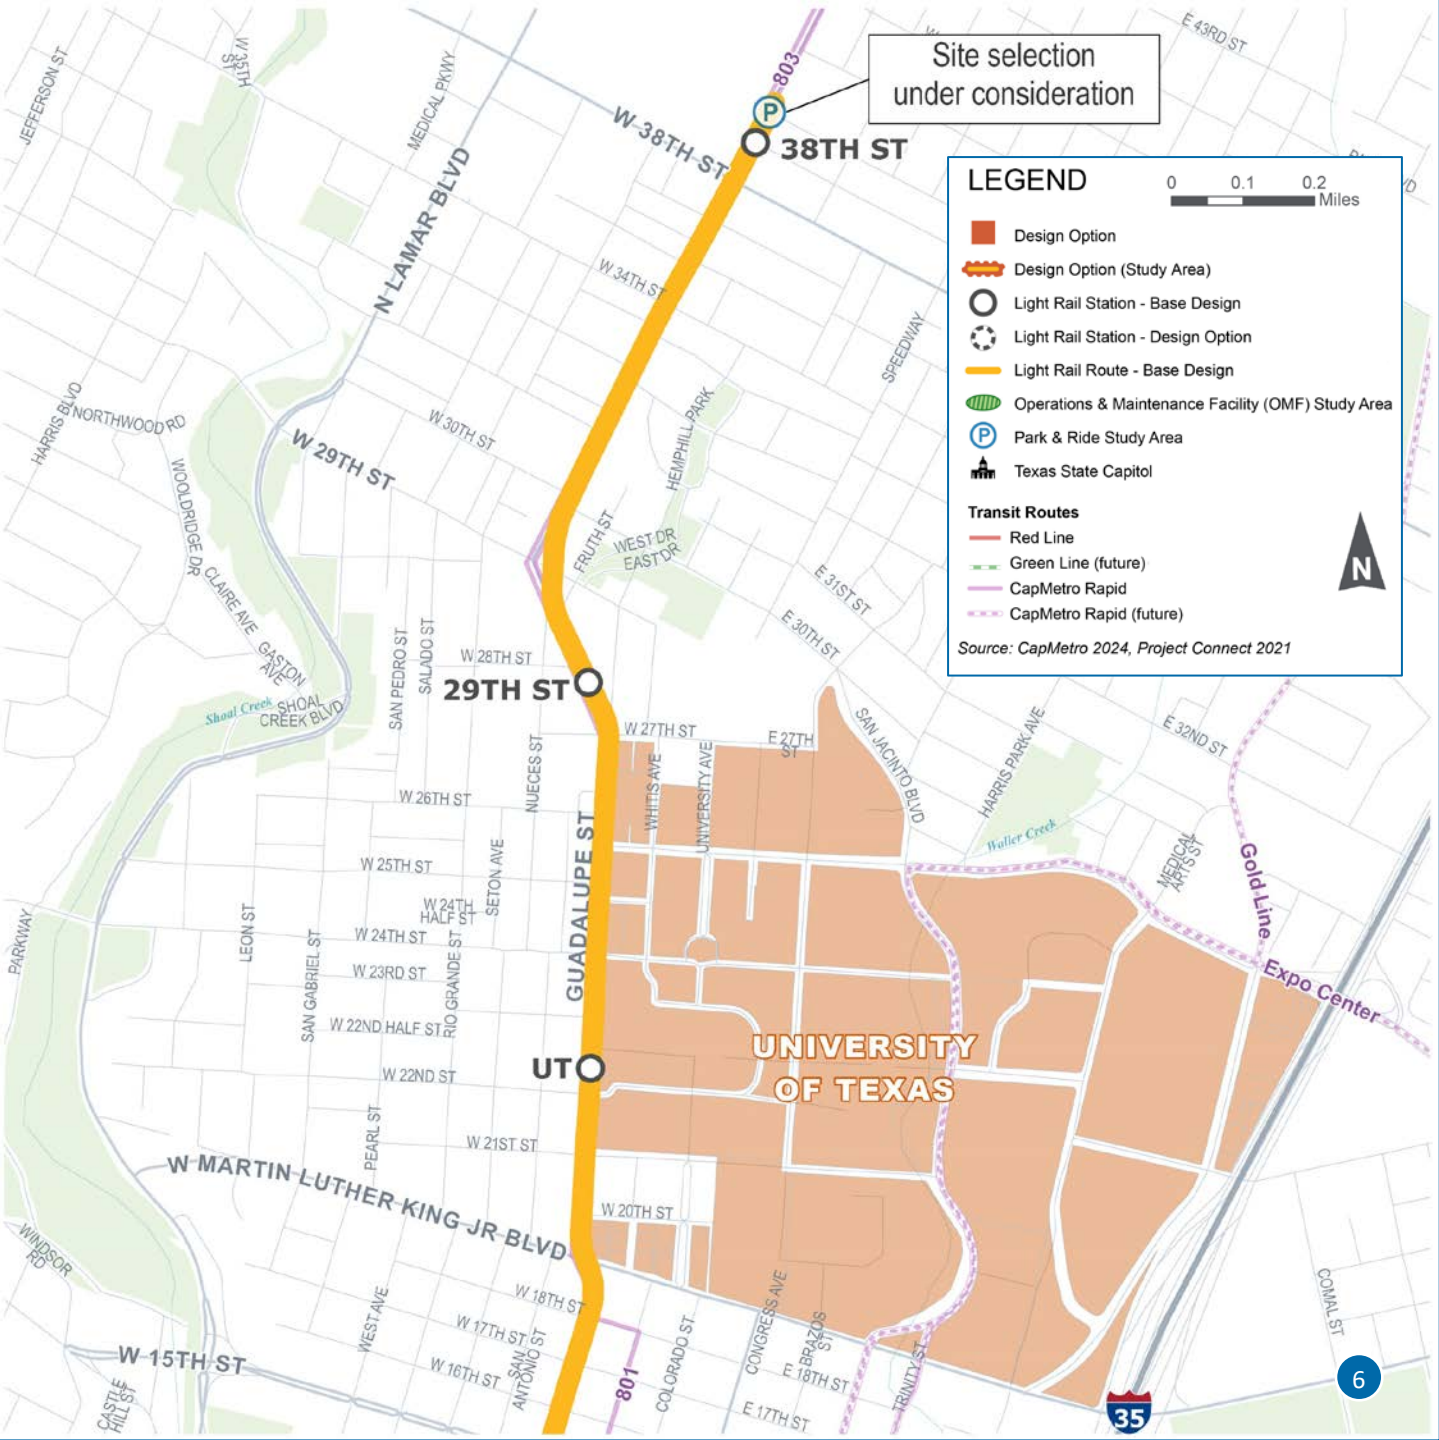 E 43RD ST
Site selection
under consideration
803
P
W 35TH
ST
JEFFERSON ST
MEDICAL PKWY
W 38TH ST
38TH ST
LEGEND
0 0.1 0.2
Miles
Design Option
Design Option (Study Area)
Light Rail Station - Base Design
Light Rail Station - Design Option
Light Rail Route - Base Design
Operations & Maintenance Facility (OMF) Study Area
P
Park & Ride Study Area
Texas State Capitol
Transit Routes
Red Line
Green Line (future)
CapMetro Rapid
CapMetro Rapid (future)
Source: CapMetro 2024, Project Connect 2021
N
N LAMAR BLVD
W 34TH ST
SPEEDWAY
HARRIS BLVD
NORTHWOOD RD
W 30TH ST
W 29TH ST
HEMPHILL PARK
WOOLDRIDGE DR
FRUTH ST
WEST DR
EAST DR
CLAIRE AVE
GASTON
AVE
E 31ST ST
E 30TH ST
SAN PEDRO ST
SALADO ST
W 28TH ST
29TH ST
Shoal Creek
SHOAL
CREEK BLVD
W 27TH ST
E 27TH
ST
SAN JACINTO BLVD
HARRIS PARK AVE
E 32ND ST
NUECES ST
WHITIS AVE
UNIVERSITY AVE
W 26TH ST
Waller Creek
MEDICAL
ARTS ST
Gold Line
GUADALUPE ST
W 25TH ST
SETON AVE
W 24TH
HALF ST
PARKWAY
LEON ST
SAN GABRIEL ST
W 24TH ST
RIO GRANDE ST
W 23RD ST
Expo Center
W 22ND HALF ST
UNIVERSITY
OF TEXAS
UT
W 22ND ST
PEARL ST
W 21ST ST
W MARTIN LUTHER KING JR BLVD
W 20TH ST
WINDSOR
RD
W 18TH ST
WEST AVE
W 17TH ST
SAN
ANTONIO ST
COLORADO ST
CONGRESS AVE
BRAZOS
ST
COMAL ST
W 15TH ST
W 16TH ST
801
E 18TH ST
TRINITY ST
CASTLE
HILL ST
E 17TH ST
35
6